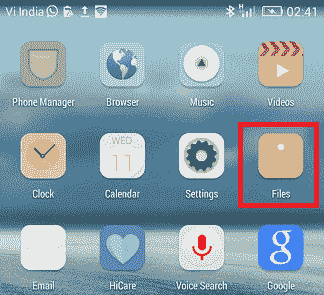 Vi India 02:41
Phone Manager Browser Music Videos
WED
11
Clock Calendar Settings Files
g
Email HiCare Voice Search Google